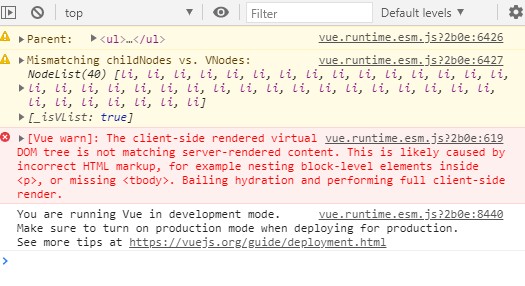 top Filter Default levels
Parent: <ul>…</ul> vue.runtime.esm.js?2b0e:6426
Mismatching childNodes vs. VNodes: vue.runtime.esm.js?2b0e:6427
NodeList(40) [li, li, li, li, li, li, li, li, li, li, li, li, li, li,
li, li, li, li, li, li, li, li, li, li, li, li, li, li, li, li, li, li,
li, li, li, li, li, li, li, li]
[_isVList: true]
[Vue warn]: The client-side rendered virtual vue.runtime.esm.js?2b0e:619
DOM tree is not matching server-rendered content. This is likely caused by
incorrect HTML markup, for example nesting block-level elements inside
<p>, or missing <tbody>. Bailing hydration and performing full client-side
render.
You are running Vue in development mode. vue.runtime.esm.js?2b0e:8440
Make sure to turn on production mode when deploying for production.
See more tips at https://vuejs.org/guide/deployment.html